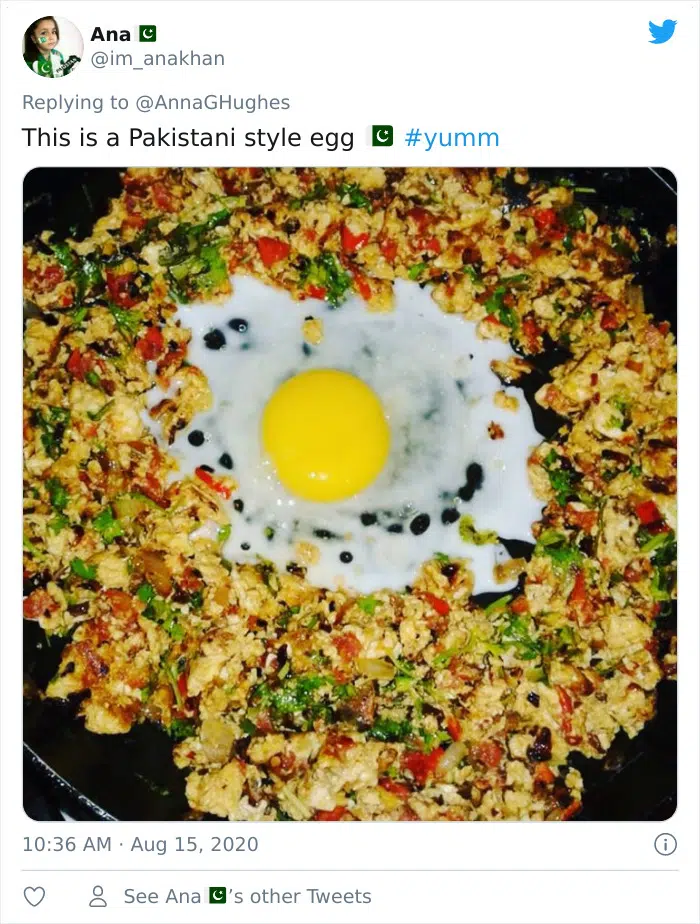 Ana 🇵🇰
@im_anakhan
Replying to @AnnaGHughes
This is a Pakistani style egg 🇵🇰 #yumm
10:36 AM · Aug 15, 2020
See Ana🇵🇰’s other Tweets